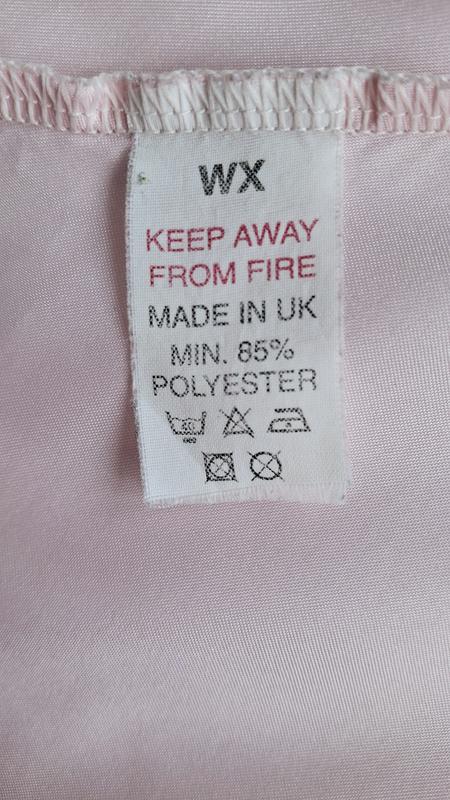 WX
KEEP AWAY
FROM FIRE
MADE IN UK
MIN. 85%
POLYESTER